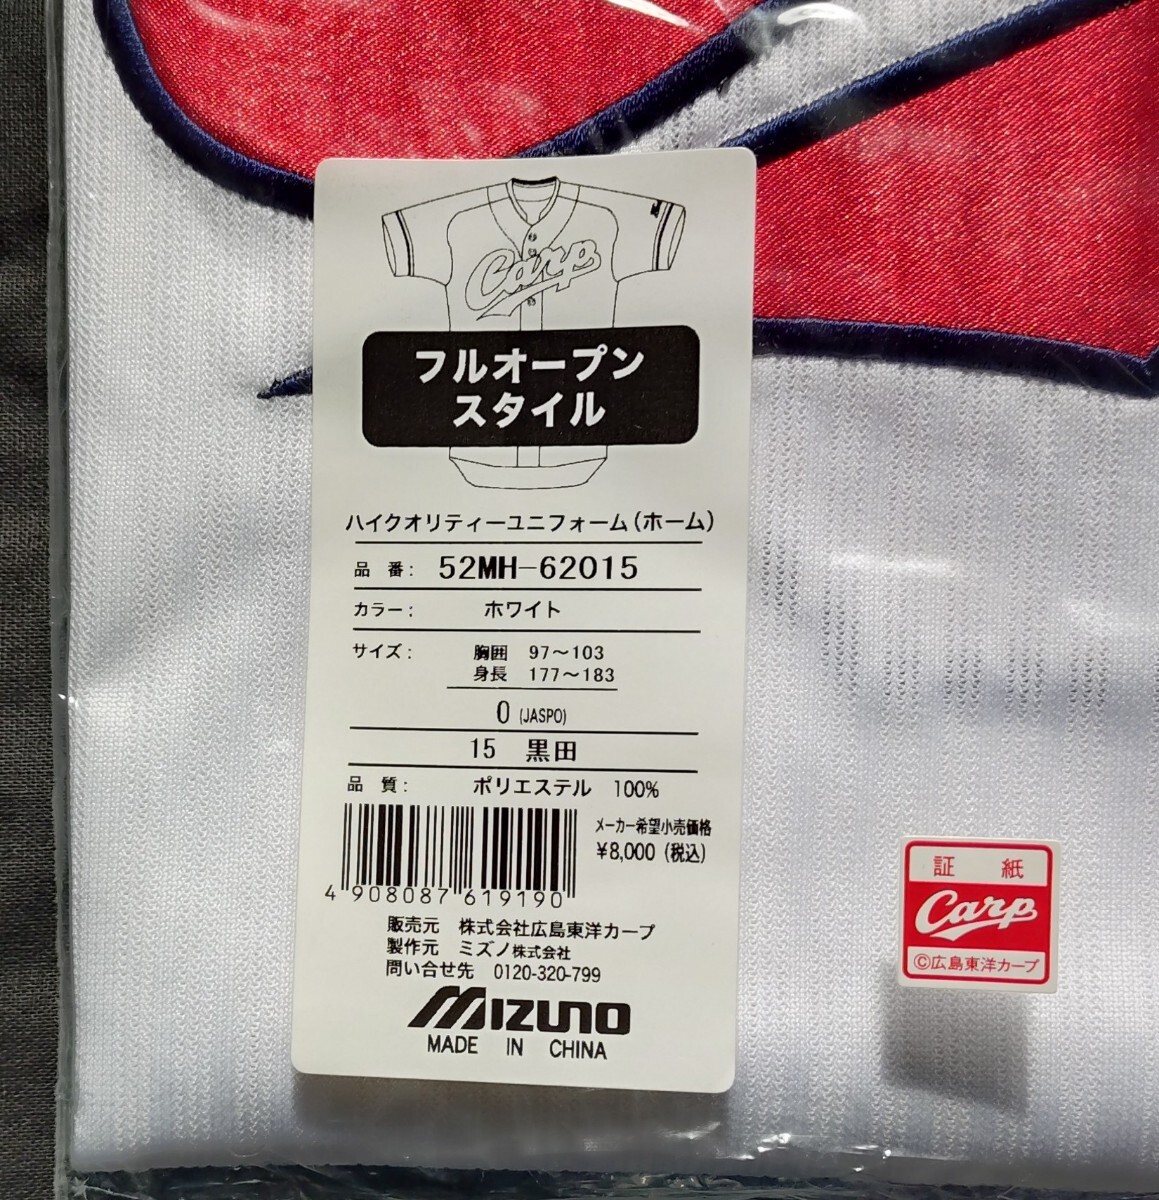 Carp
フルオープン
スタイル
ハイクオリティーユニフォーム(ホーム)
品 番: 52MH-62015
カラー: ホワイト
サイズ: 胸囲 97〜103
身長 177〜183
0 (JASPO)
15 黒田
品 質: ポリエステル 100%
メーカー希望小売価格
¥8,000 (税込)
4 908087 619190
販売元 株式会社広島東洋カープ
製作元 ミズノ株式会社
問い合せ先 0120-320-799
MIZUNO
MADE IN CHINA
証 紙
Carp
©広島東洋カープ